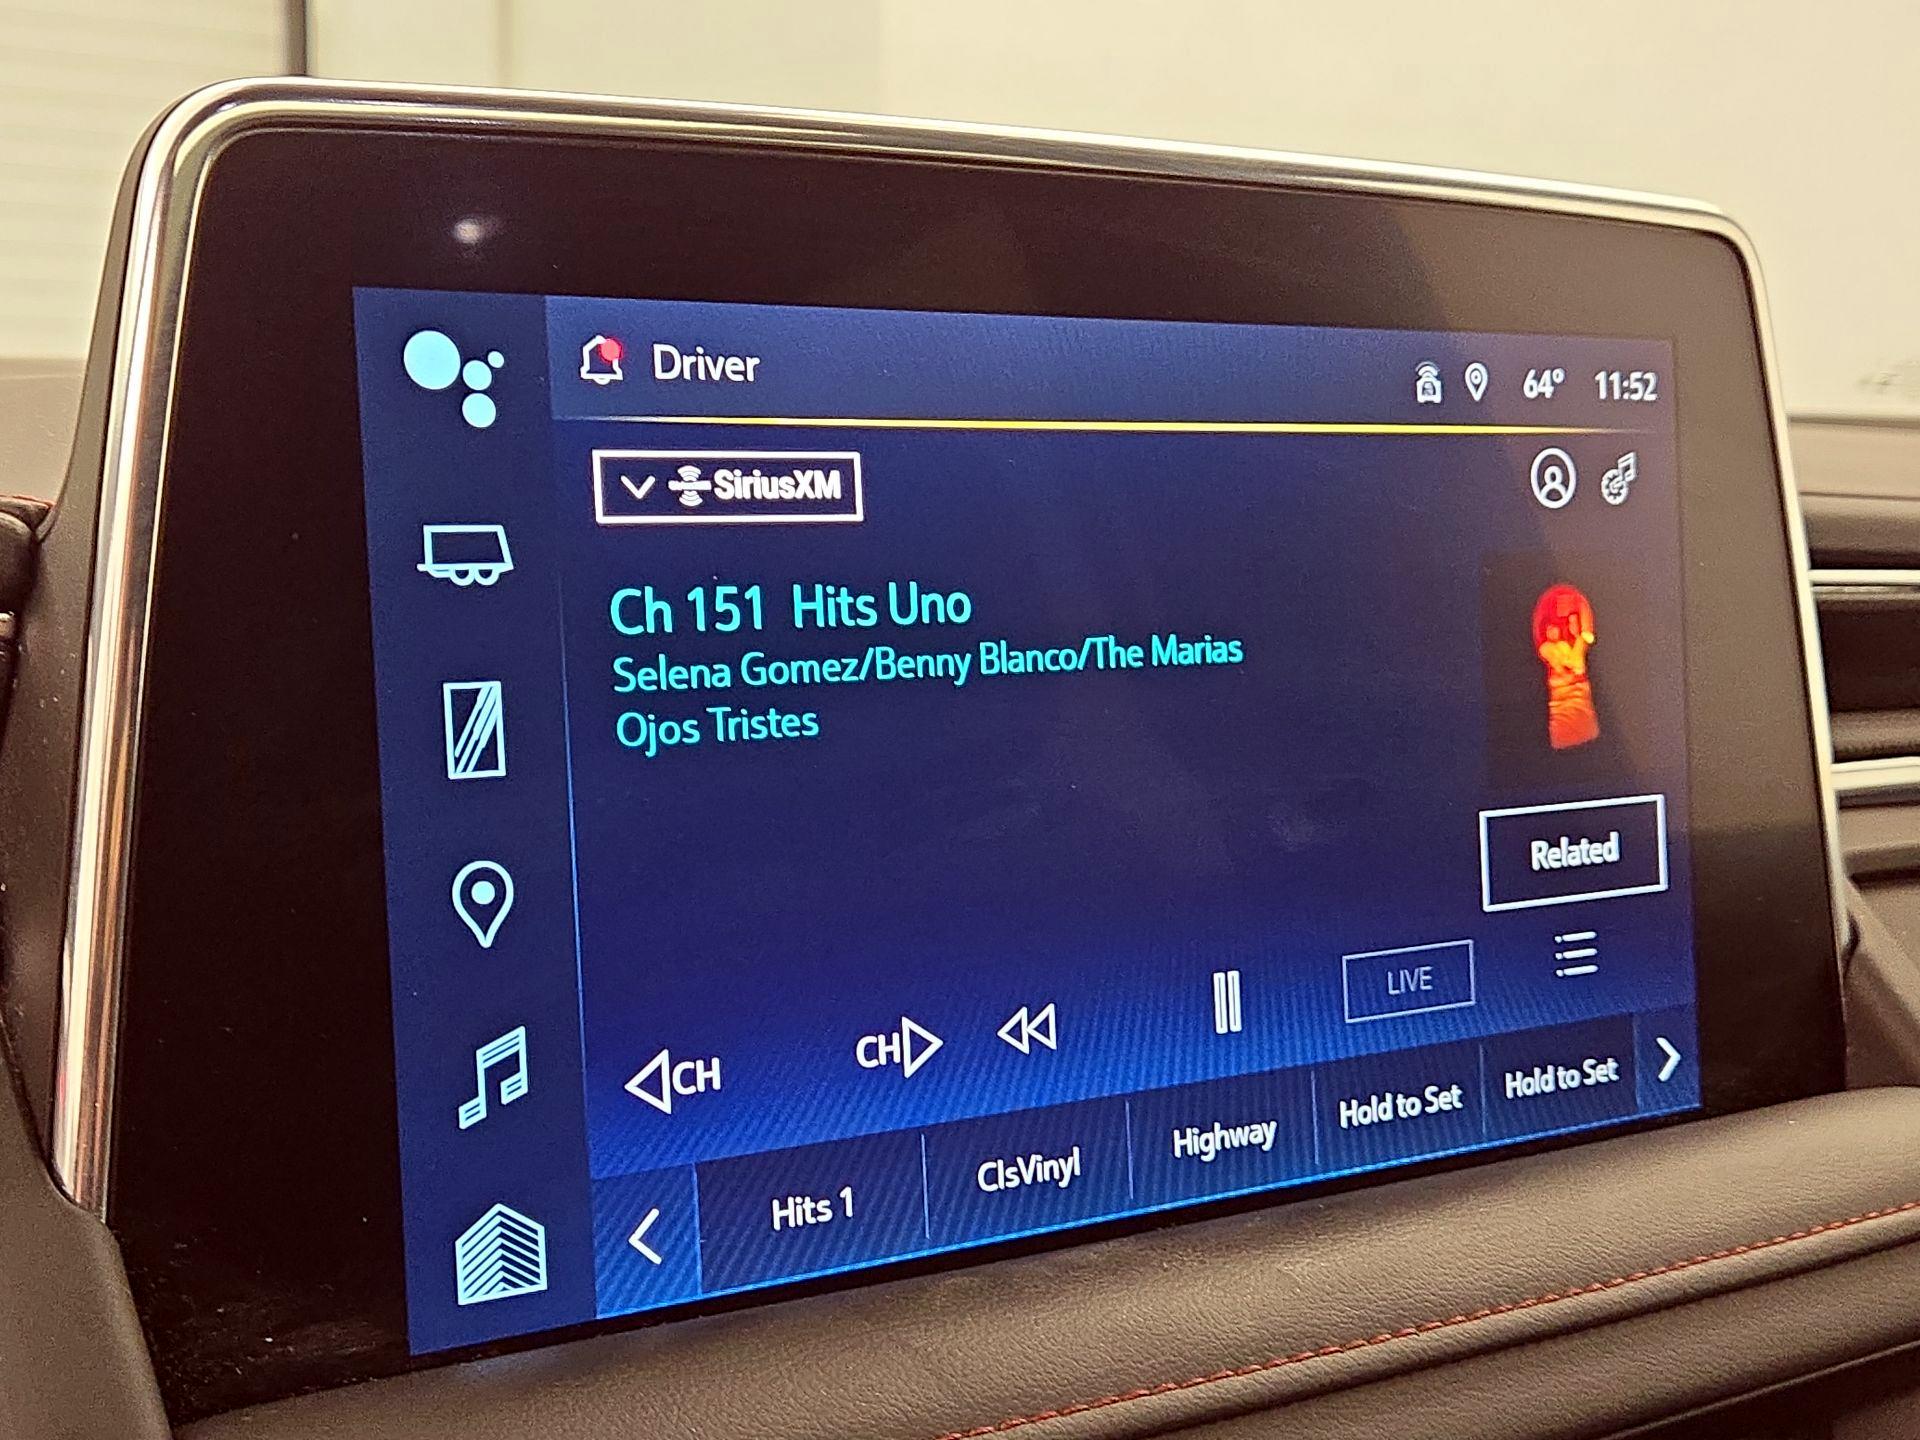 Driver
64° 11:52
SiriusXM
Ch 151 Hits Uno
Selena Gomez/Benny Blanco/The Marias
Ojos Tristes
Related
LIVE
CH
CH
Hits 1
ClsVinyl
Highway
Hold to Set
Hold to Set